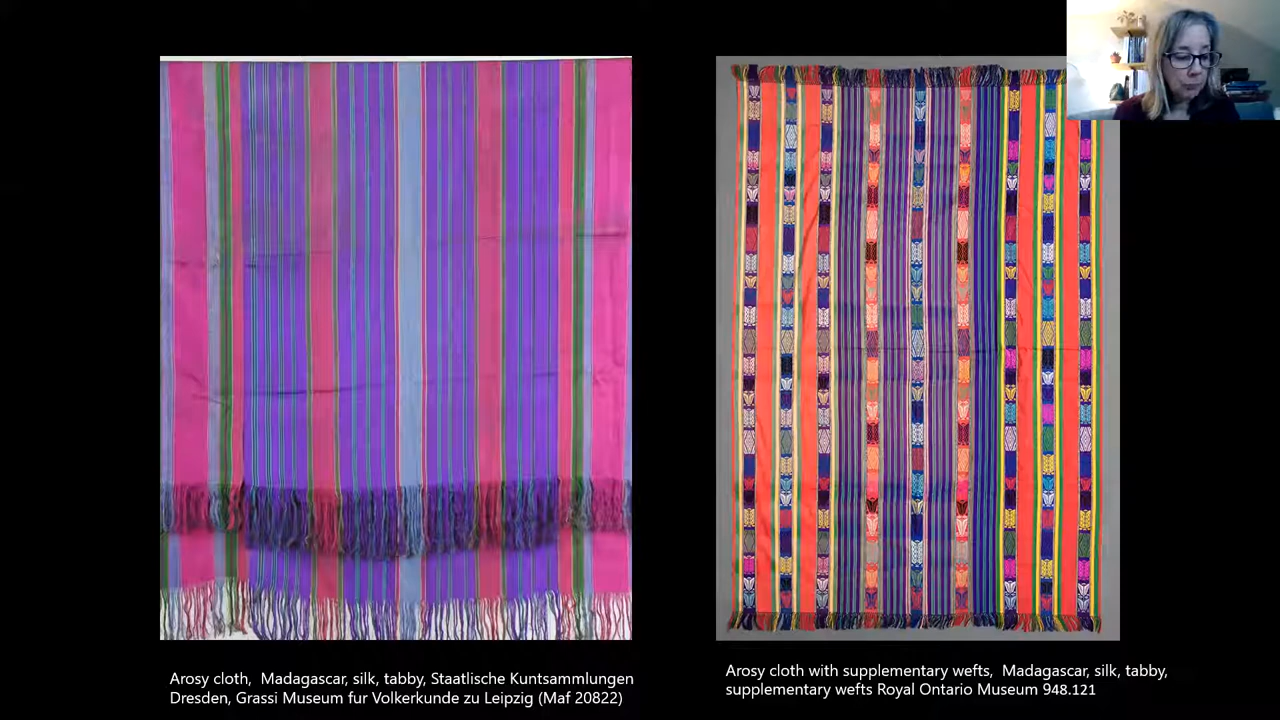 Arosy cloth, Madagascar, silk, tabby, Staatlische Kuntsammlungen
Dresden, Grassi Museum fur Volkerkunde zu Leipzig (Maf 20822)
Arosy cloth with supplementary wefts, Madagascar, silk, tabby,
supplementary wefts Royal Ontario Museum 948.121